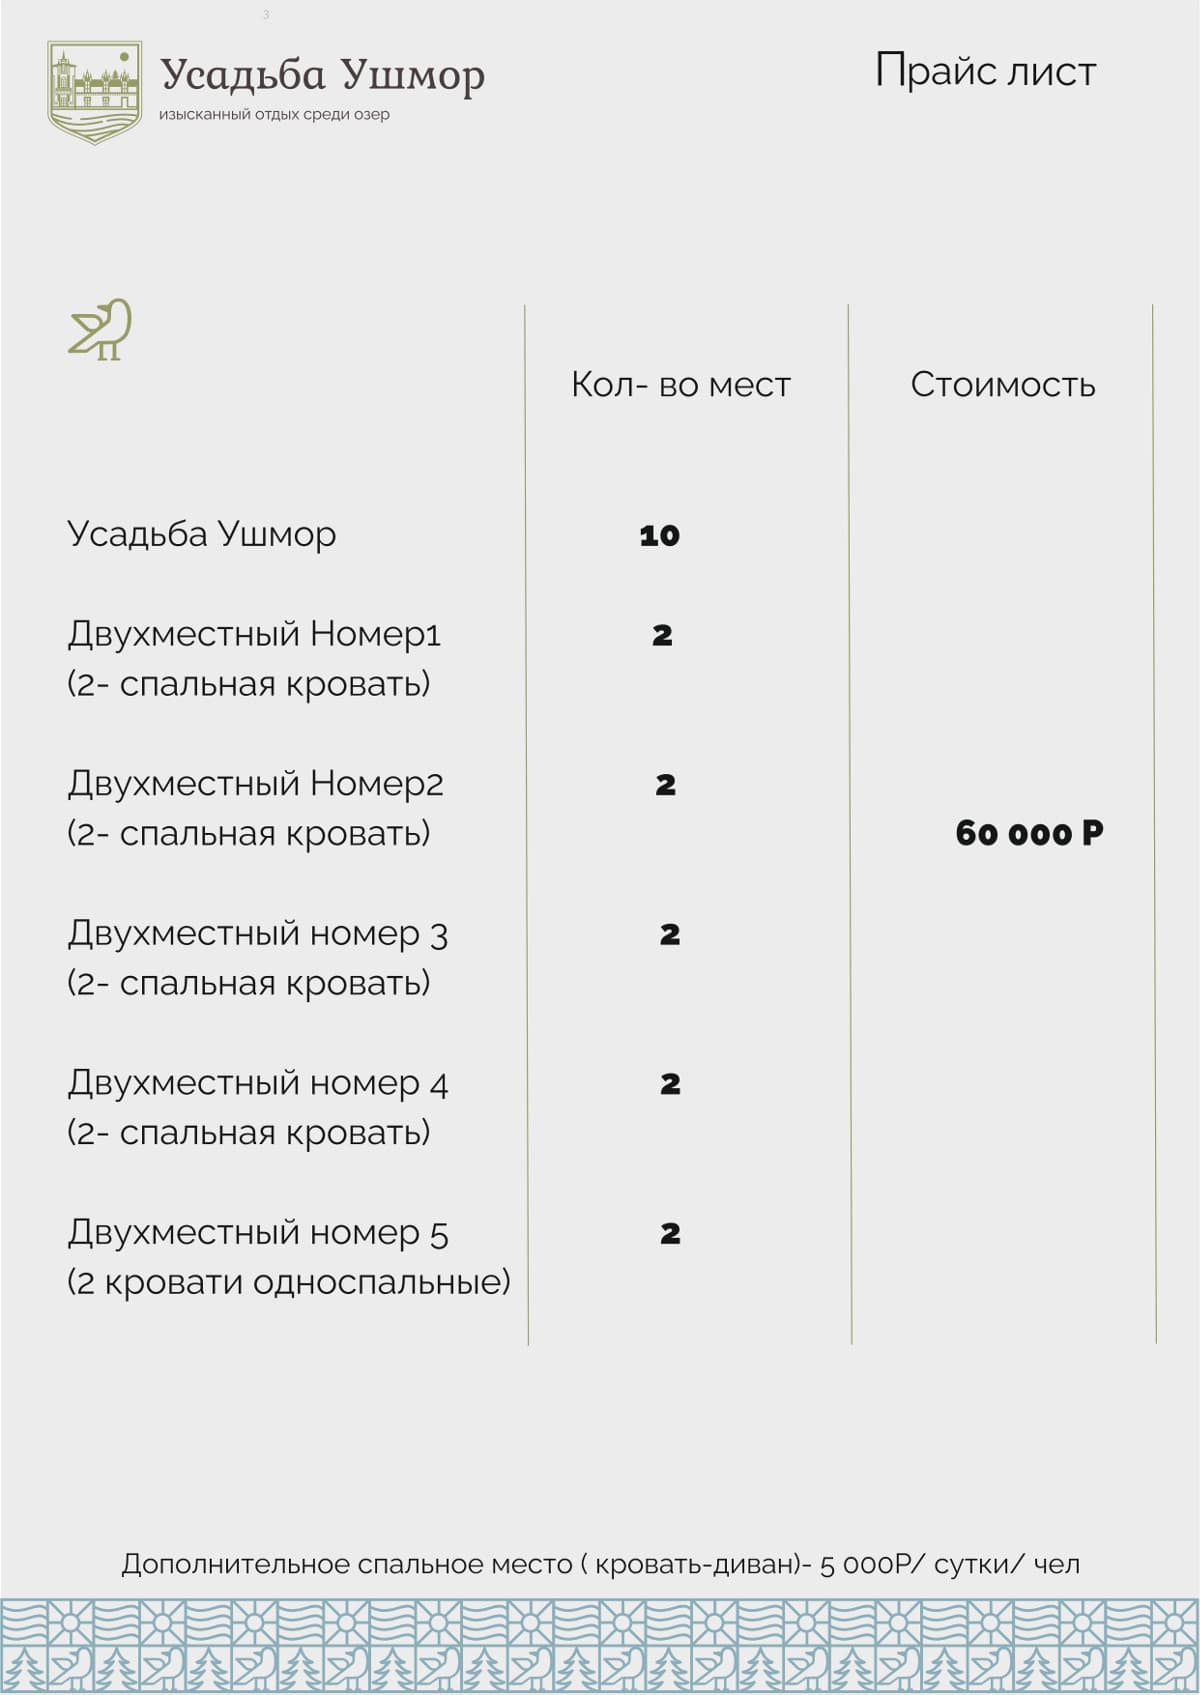 3
Усадьба Ушмор
изысканный отдых среди озер
Прайс лист
Кол- во мест
Стоимость
Усадьба Ушмор 10
Двухместный Номер1 2
(2- спальная кровать)
Двухместный Номер2 2
(2- спальная кровать) 60 000 Р
Двухместный номер 3 2
(2- спальная кровать)
Двухместный номер 4 2
(2- спальная кровать)
Двухместный номер 5 2
(2 кровати односпальные)
Дополнительное спальное место ( кровать-диван)- 5 000Р/ сутки/ чел